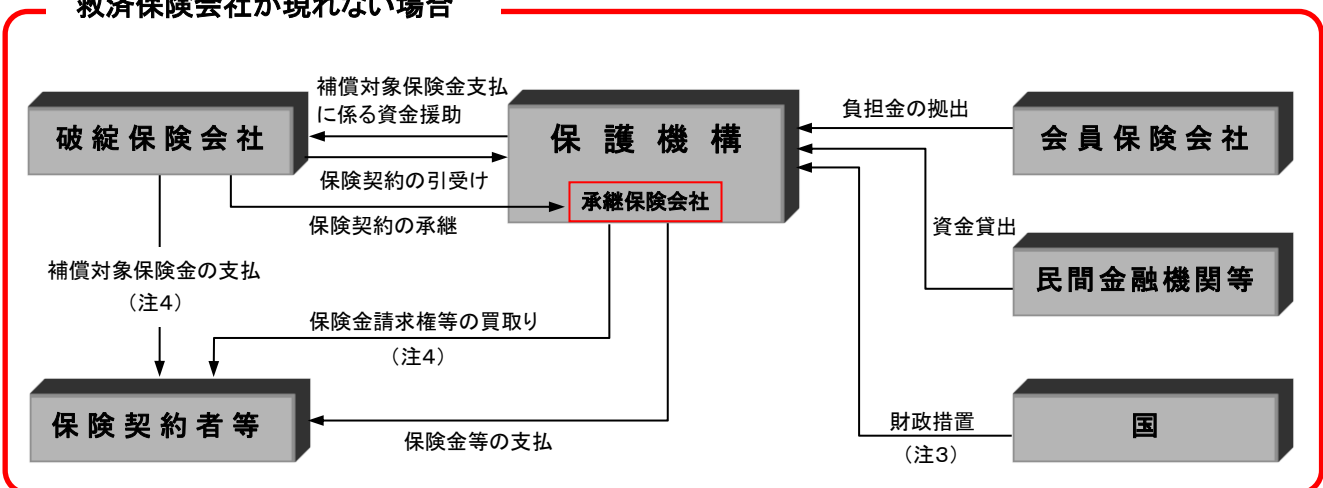 救済保険会社が現れない場合
補償対象保険金支払
に係る資金援助
破綻保険会社
保護機構
負担金の拠出
会員保険会社
保険契約の引受け
承継保険会社
保険契約の承継
資金貸出
補償対象保険金の支払
（注４）
民間金融機関等
保険金請求権等の買取り
（注４）
保険契約者等
保険金等の支払
財政措置
（注３）
国